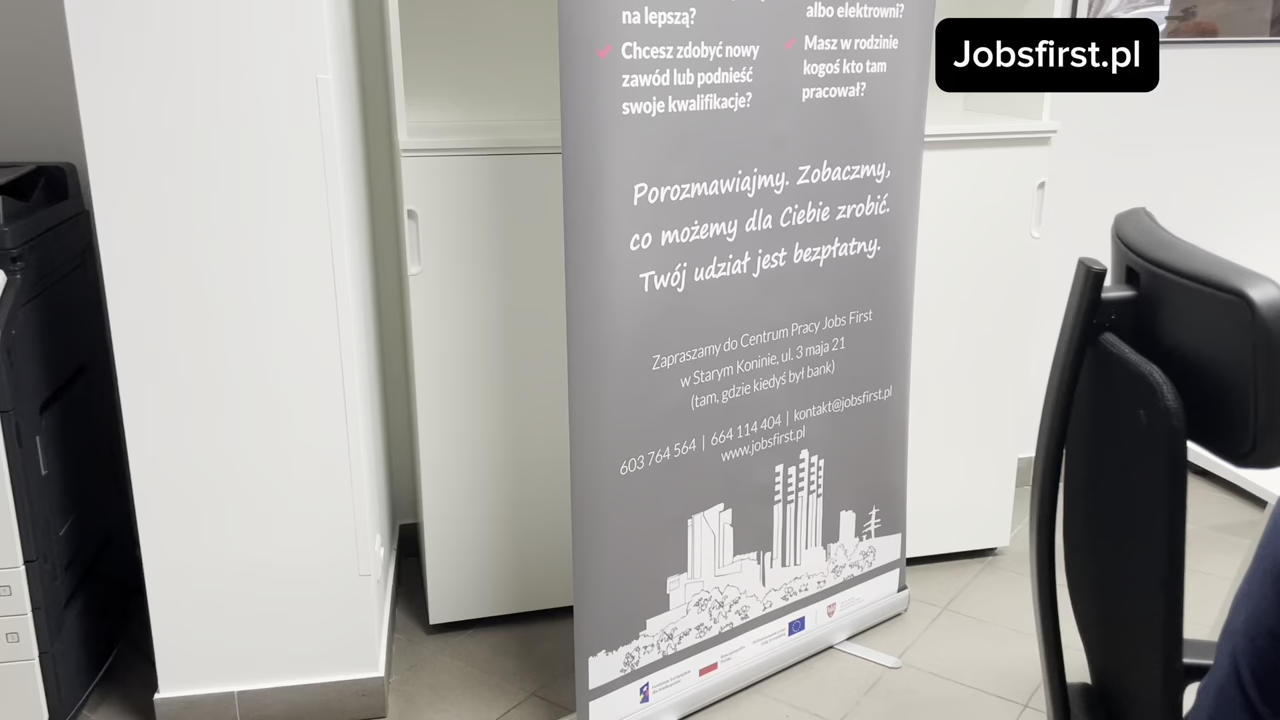 na lepszą?
Chcesz zdobyć nowy
zawód lub podnieść
swoje kwalifikacje?
albo elektrowni?
Masz w rodzinie
kogoś kto tam
pracował?
Jobsfirst.pl
Porozmawiajmy. Zobaczmy,
co możemy dla Ciebie zrobić.
Twój udział jest bezpłatny.
Zapraszamy do Centrum Pracy Jobs First
w Starym Koninie, ul. 3 maja 21
(tam, gdzie kiedyś był bank)
603 764 564 | 664 114 404 | kontakt@jobsfirst.pl
www.jobsfirst.pl